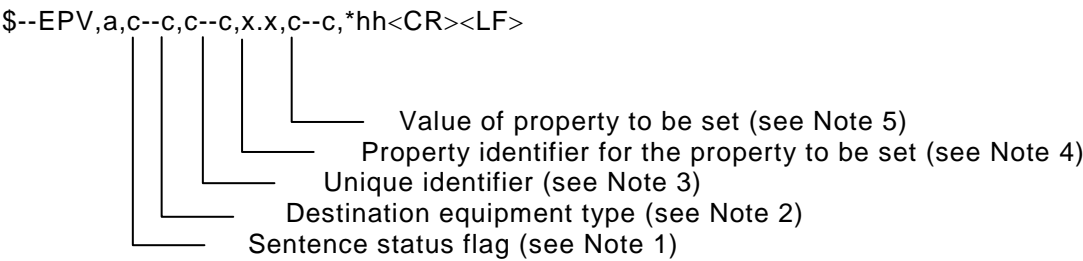 $--EPV,a,c--c,c--c,x.x,c--c,*hh<CR><LF>
Value of property to be set (see Note 5)
Property identifier for the property to be set (see Note 4)
Unique identifier (see Note 3)
Destination equipment type (see Note 2)
Sentence status flag (see Note 1)